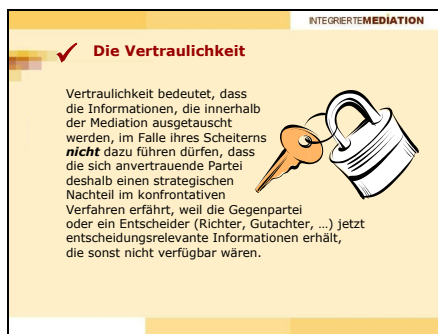 INTEGRIERTEMEDIATION
Die Vertraulichkeit
Vertraulichkeit bedeutet, dass
die Informationen, die innerhalb
der Mediation ausgetauscht
werden, im Falle ihres Scheiterns
nicht dazu führen dürfen, dass
die sich anvertrauende Partei
deshalb einen strategischen
Nachteil im konfrontativen
Verfahren erfährt, weil die Gegenpartei
oder ein Entscheider (Richter, Gutachter, …) jetzt
entscheidungsrelevante Informationen erhält,
die sonst nicht verfügbar wären.